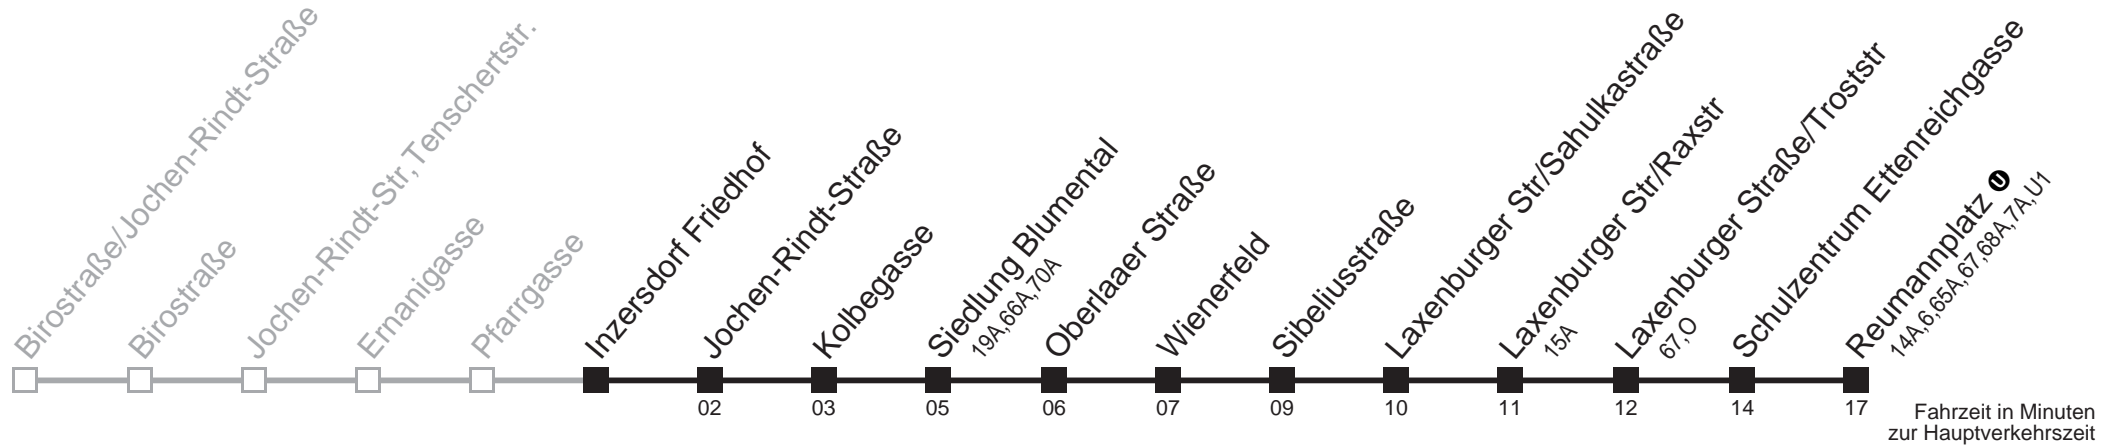 Birostraße/Jochen-Rindt-Straße
Birostraße
Jochen-Rindt-Str, Tenschertstr.
Ernanigasse
Pfarrgasse
Inzersdorf Friedhof
Jochen-Rindt-Straße
02
Kolbegasse
03
Siedlung Blumental
19A,66A,70A
05
Oberlaaer Straße
06
Wienerfeld
07
Sibeliusstraße
09
Laxenburger Str/Sahulkastraße
10
Laxenburger Str/Raxstr
15A
11
Laxenburger Straße/Troststr
67,O
12
Schulzentrum Ettenreichgasse
14
Reumannplatz U
14A,6,65A,67,68A,7A,U1
17
Fahrzeit in Minuten
zur Hauptverkehrszeit